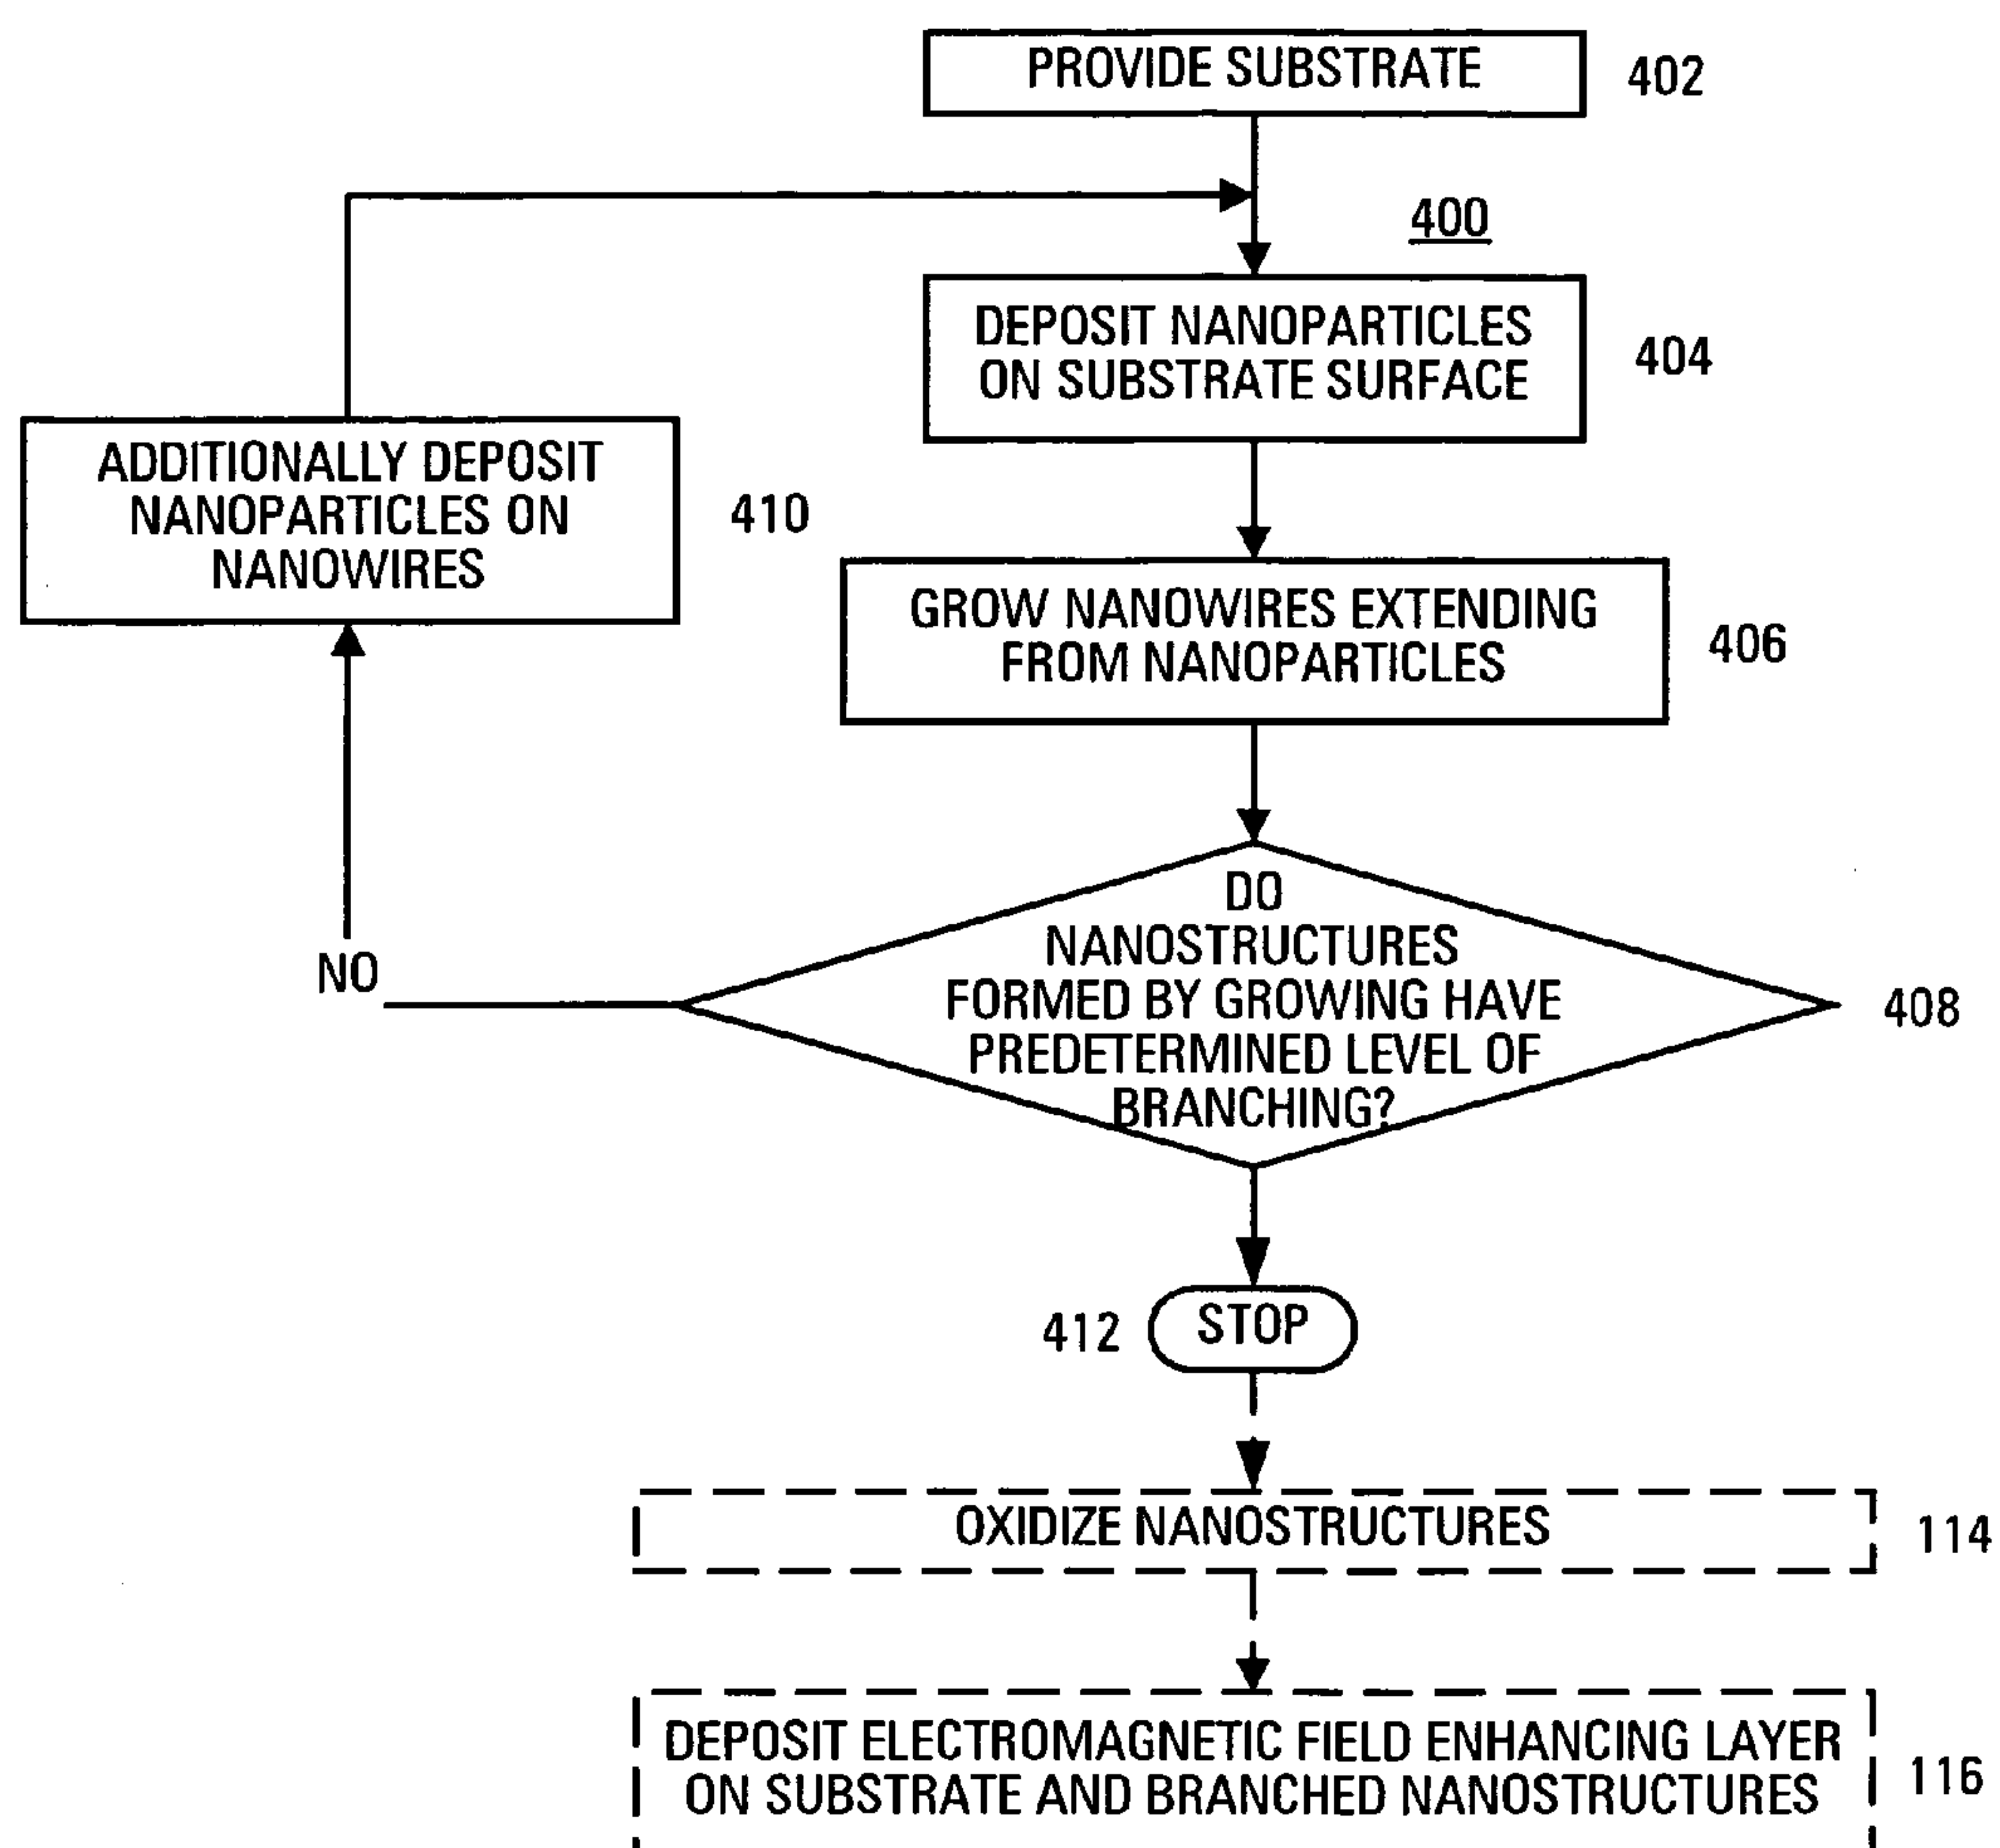 PROVIDE SUBSTRATE
402
400
DEPOSIT NANOPARTICLES
ON SUBSTRATE SURFACE
404
ADDITIONALLY DEPOSIT
NANOPARTICLES ON
NANOWIRES
410
GROW NANOWIRES EXTENDING
FROM NANOPARTICLES
406
DO
NANOSTRUCTURES
FORMED BY GROWING HAVE
PREDETERMINED LEVEL OF
BRANCHING?
408
NO
412
STOP
OXIDIZE NANOSTRUCTURES
114
DEPOSIT ELECTROMAGNETIC FIELD ENHANCING LAYER
ON SUBSTRATE AND BRANCHED NANOSTRUCTURES
116